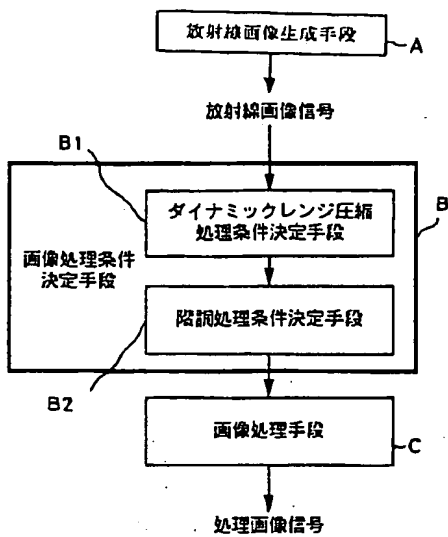 放射線画像生成手段
A
放射線画像信号
B1
ダイナミックレンジ圧縮
処理条件決定手段
B
画像処理条件
決定手段
階調処理条件決定手段
B2
画像処理手段
C
処理画像信号